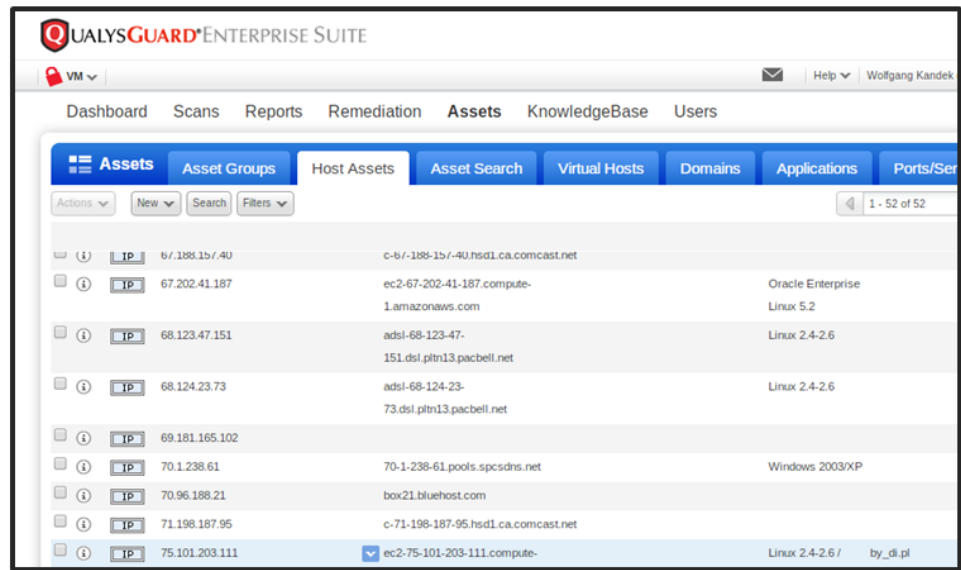 QUALYSGUARD® ENTERPRISE SUITE
VM Help Wolfgang Kandek
Dashboard Scans Reports Remediation Assets KnowledgeBase Users
Assets Asset Groups Host Assets Asset Search Virtual Hosts Domains Applications Ports/Ser
Actions New Search Filters 1 - 52 of 52
IP 67.188.157.40 c-67-188-157-40.hsd1.ca.comcast.net
IP 67.202.41.187 ec2-67-202-41-187.compute- Oracle Enterprise
1.amazonaws.com Linux 5.2
IP 68.123.47.151 adsl-68-123-47- Linux 2.4-2.6
151.dsl.pltn13.pacbell.net
IP 68.124.23.73 adsl-68-124-23- Linux 2.4-2.6
73.dsl.pltn13.pacbell.net
IP 69.181.165.102
IP 70.1.238.61 70-1-238-61.pools.spcsdns.net Windows 2003/XP
IP 70.96.188.21 box21.bluehost.com
IP 71.198.187.95 c-71-198-187-95.hsd1.ca.comcast.net
IP 75.101.203.111 ec2-75-101-203-111.compute- Linux 2.4-2.6 / by_di.pl